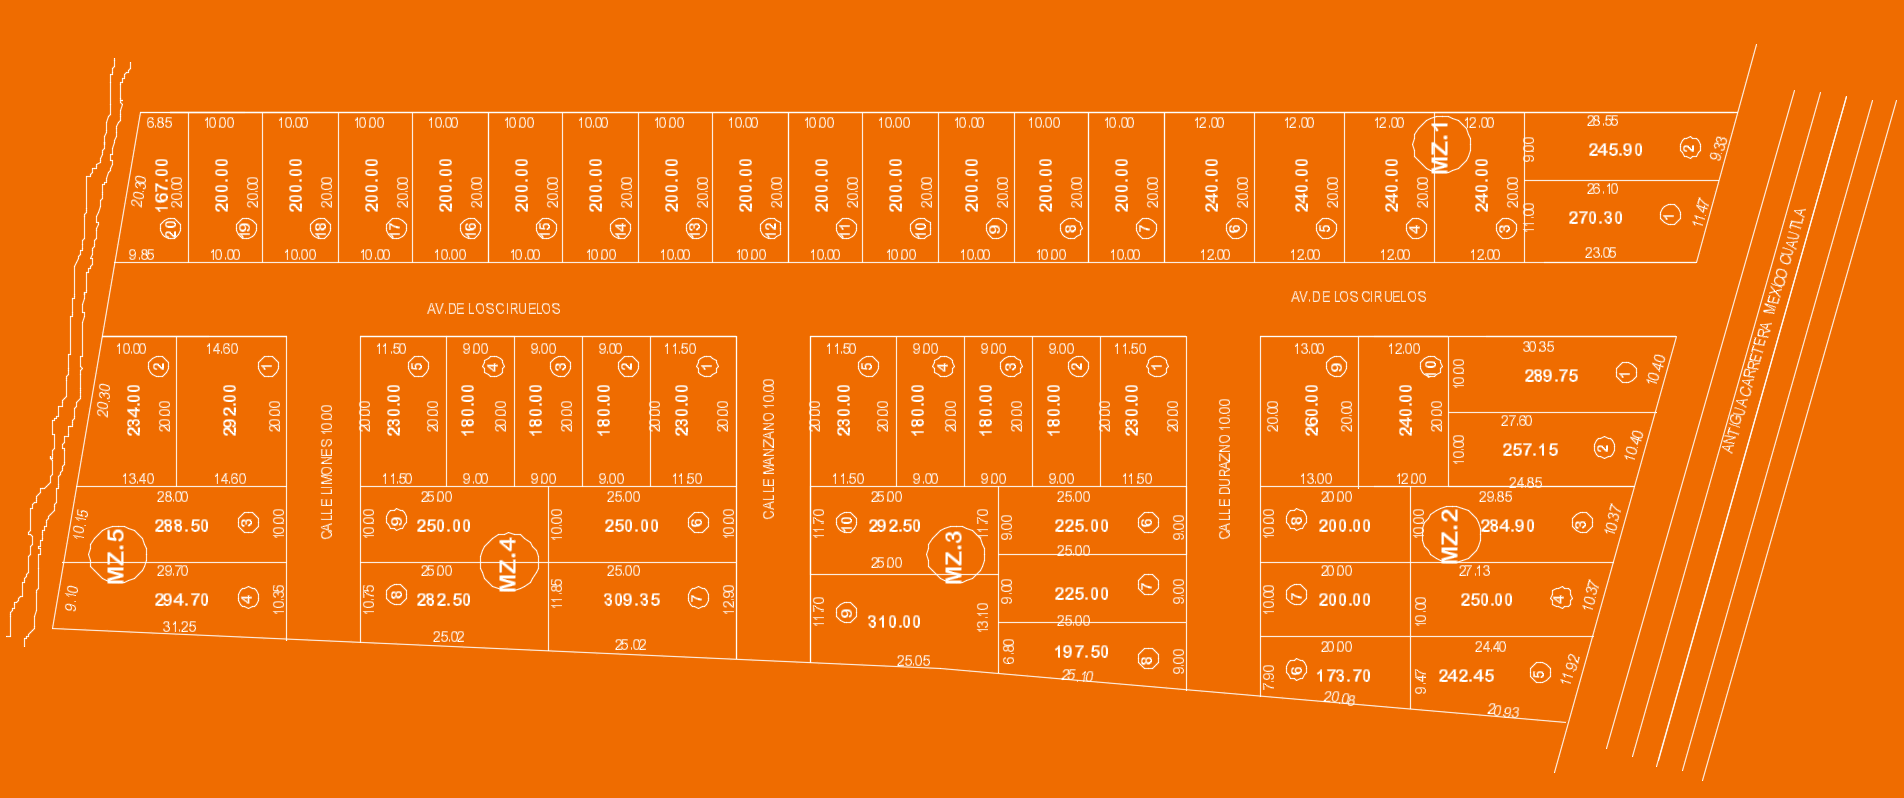 6.85 10.00 10.00 10.00 10.00 10.00 10.00 10.00 10.00 10.00 10.00 10.00 10.00 10.00 12.00 12.00 12.00 12.00 28.55
MZ.1
20.30 167.00 20.00 200.00 20.00 200.00 20.00 200.00 20.00 200.00 20.00 200.00 20.00 200.00 20.00 200.00 20.00 200.00 20.00 200.00 20.00 200.00 20.00 200.00 20.00 200.00 20.00 200.00 20.00 240.00 20.00 240.00 20.00 240.00 20.00 240.00 20.00 9.00 245.90 2 9.33
26.10
11.00 270.30 1 11.47
20 19 18 17 16 15 14 13 12 11 10 9 8 7 6 5 4 3
9.85 10.00 10.00 10.00 10.00 10.00 10.00 10.00 10.00 10.00 10.00 10.00 10.00 10.00 12.00 12.00 12.00 12.00 23.05
AV. DE LOS CIRUELOS
AV. DE LOS CIRUELOS
ANTIGUA CARRETERA MEXICO CUAUTLA
10.00 14.60
2 1
20.30 234.00 20.00 292.00 20.00
13.40 14.60
28.00
10.15 288.50 3 10.00
MZ.5
29.70
9.10 294.70 4 10.35
31.25
CALLE LIMONES 10.00
11.50 9.00 9.00 9.00 11.50
5 4 3 2 1
20.00 230.00 20.00 180.00 20.00 180.00 20.00 180.00 20.00 230.00 20.00
11.50 9.00 9.00 9.00 11.50
25.00 25.00
10.00 9 250.00 10.00 250.00 6 10.00
MZ.4
25.00 25.00
10.75 8 282.50 11.85 309.35 7 12.90
25.02 25.02
CALLE MANZANO 10.00
11.50 9.00 9.00 9.00 11.50
5 4 3 2 1
20.00 230.00 20.00 180.00 20.00 180.00 20.00 180.00 20.00 230.00 20.00
11.50 9.00 9.00 9.00 11.50
25.00 25.00
11.70 10 292.50 11.70 9.00 225.00 6 9.00
MZ.3
25.00 25.00
9.00 225.00 7 9.00
11.70 9 310.00 13.10
25.00
6.80 197.50 8 9.00
25.05 25.10
CALLE DURAZNO 10.00
13.00 12.00 30.35
9 10 10.00 289.75 1 10.40
20.00 260.00 20.00 240.00 20.00
27.60
10.00 257.15 2 10.40
13.00 12.00 24.85
20.00 29.85
10.00 8 200.00 10.00 284.90 3 10.37
MZ.2
20.00 27.13
10.00 7 200.00 10.00 250.00 4 10.37
20.00 24.40
7.90 6 173.70 9.47 242.45 5 11.92
20.08 20.93